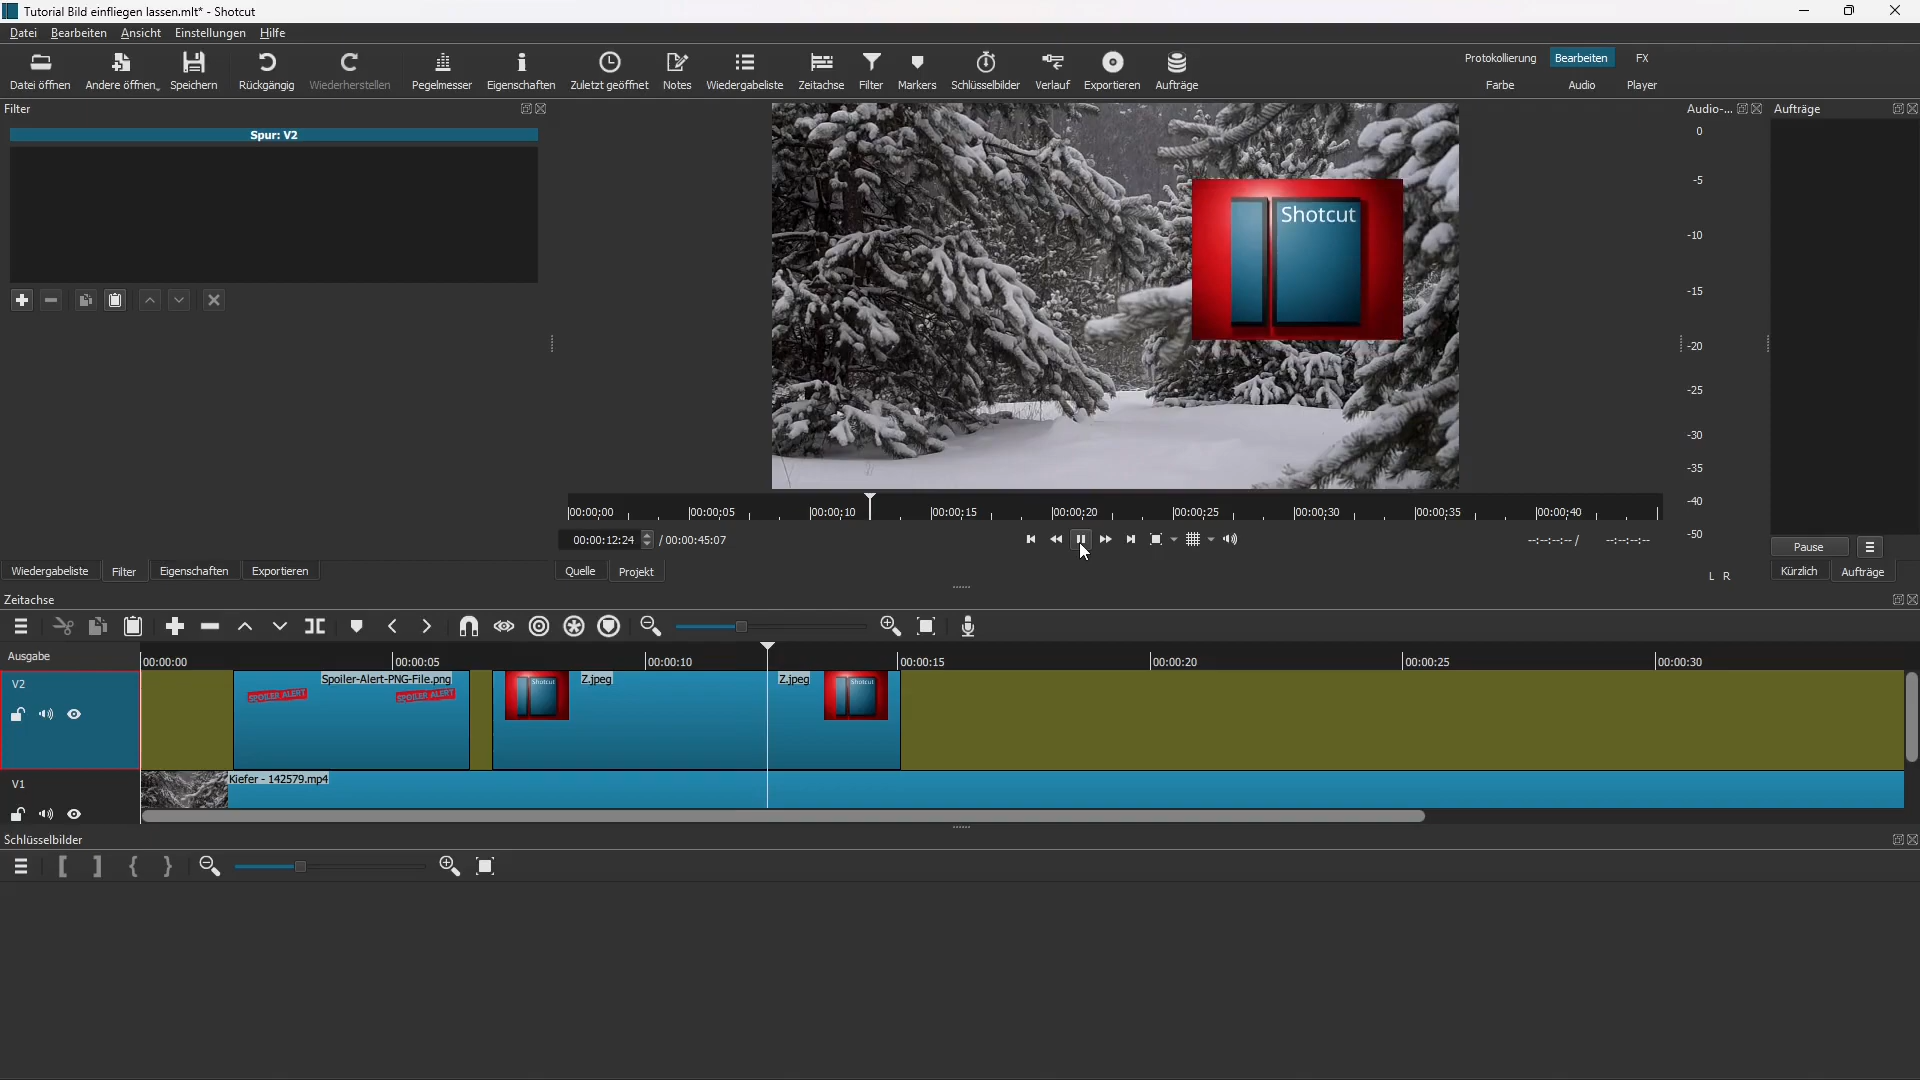 Tutorial Bild einfliegen lassen.mlt* - Shotcut
Datei Bearbeiten Ansicht Einstellungen Hilfe
Datei öffnen Andere öffnen Speichern Rückgängig Wiederherstellen Pegelmesser Eigenschaften Zuletzt geöffnet Notes Wiedergabeliste Zeitachse Filter Markers Schlüsselbilder Verlauf Exportieren Aufträge
Protokollierung Bearbeiten FX
Farbe Audio Player
Filter
Audio-... Aufträge
Spur: V2
0
-5
-10
-15
-20
-25
-30
-35
-40
-50
L R
Shotcut
00:00:00 00:00:05 00:00:10 00:00:15 00:00:20 00:00:25 00:00:30 00:00:35 00:00:40
00:00:12:24 / 00:00:45:07 --:--:--:-- / --:--:--:--
Pause
Wiedergabeliste Filter Eigenschaften Exportieren Quelle Projekt Kürzlich Aufträge
Zeitachse
Ausgabe
00:00:00 00:00:05 00:00:10 00:00:15 00:00:20 00:00:25 00:00:30
V2
Spoiler-Alert-PNG-File.png Z.jpeg Z.jpeg
SPOILER ALERT SPOILER ALERT Shotcut Shotcut
V1
Kiefer - 142579.mp4
Schlüsselbilder